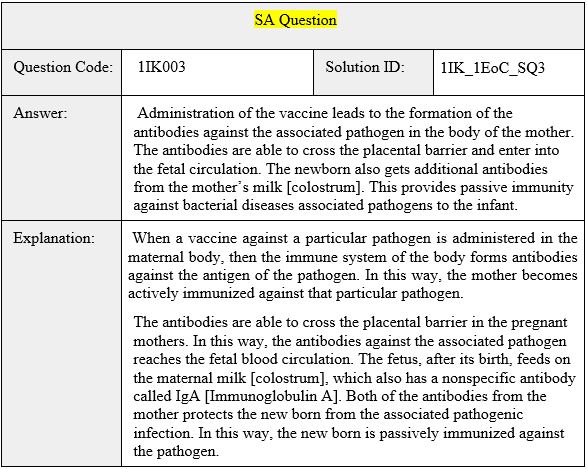 SA Question
Question Code: 1IK003 Solution ID: 1IK_1EoC_SQ3
Answer: Administration of the vaccine leads to the formation of the
antibodies against the associated pathogen in the body of the mother.
The antibodies are able to cross the placental barrier and enter into
the fetal circulation. The newborn also gets additional antibodies
from the mother's milk [colostrum]. This provides passive immunity
against bacterial diseases associated pathogens to the infant.
Explanation: When a vaccine against a particular pathogen is administered in the
maternal body, then the immune system of the body forms antibodies
against the antigen of the pathogen. In this way, the mother becomes
actively immunized against that particular pathogen.
The antibodies are able to cross the placental barrier in the pregnant
mothers. In this way, the antibodies against the associated pathogen
reaches the fetal blood circulation. The fetus, after its birth, feeds on
the maternal milk [colostrum], which also has a nonspecific antibody
called IgA [Immunoglobulin A]. Both of the antibodies from the
mother protects the new born from the associated pathogenic
infection. In this way, the new born is passively immunized against
the pathogen.